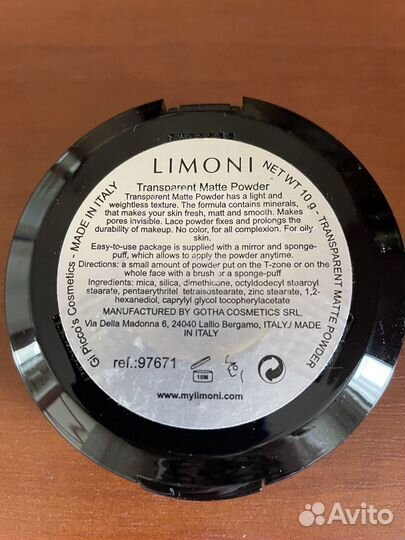 LIMONI
Transparent Matte Powder
Transparent Matte Powder has a light and
weightless texture. The formula contains minerals,
that makes your skin fresh, matt and smooth. Makes
pores invisible. Lace powder fixes and prolongs the
durability of makeup. No color, for all complexion. For oily
skin.
Easy-to-use package is supplied with a mirror and sponge-
puff, which allows to apply the powder anytime.
Directions: a small amount of powder put on the T-zone or on the
whole face with a brush or a sponge-puff
Ingredients: mica, silica, dimethikone, octyldodecyl stearoyl
stearate, pentaerythritel tetraisostearate, zinc stearate, 1,2-
hexanediol, caprylyl glycol tocopherylacetate
MANUFACTURED BY GOTHA COSMETICS SRL,
Via Della Madonna 6, 24040 Lallio Bergamo, ITALY./ MADE
IN ITALY
ref.:97671
18M
www.mylimoni.com
Gi Picco's Cosmetics - MADE IN ITALY
NET WT 10 g - TRANSPARENT MATTE POWDER
Avito